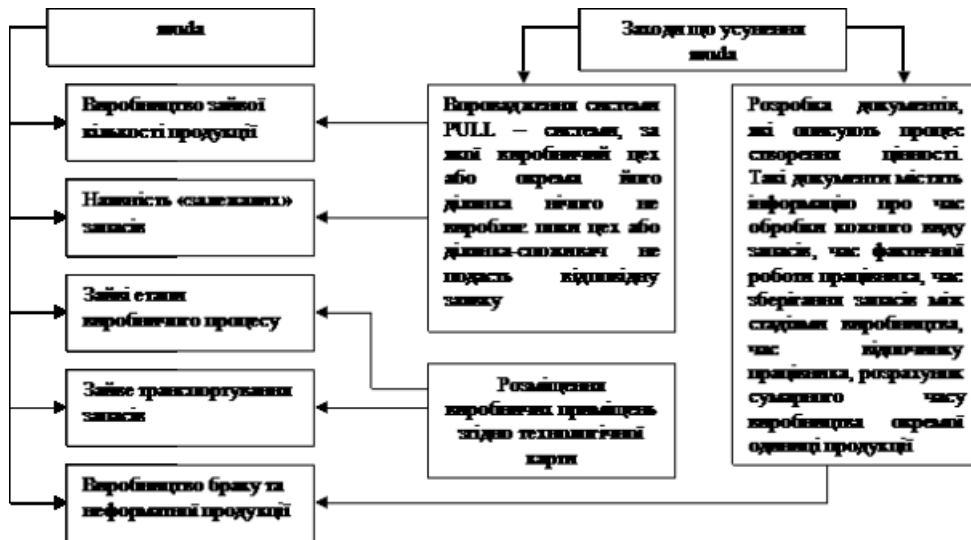 muda
Заходи що усунення
muda
Виробництво зайвої
кількості продукції
Наявність «залежаних»
запасів
Зайві етапи
виробничого процесу
Зайве транспортування
запасів
Виробництво браку та
неформатної продукції
Впровадження системи
PULL – системи, за
якої виробничий цех
або окрема його
ділянка нічого не
виробляє поки цех або
ділянка-споживач не
подасть відповідну
заявку
Розміщення
виробничих приміщень
згідно технологічної
карти
Розробка документів,
які описують процес
створення цінності.
Такі документи містять
інформацію про час
обробки кожного виду
запасів, час фактичної
роботи працівника, час
зберігання запасів між
стадіями виробництва,
час відпочинку
працівника, розрахунок
сумарного часу
виробництва окремої
одиниці продукції